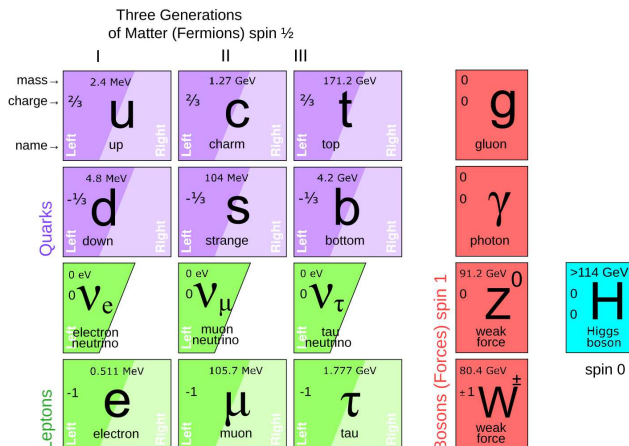 Three Generations
of Matter (Fermions) spin ½
I II III
mass→ 2.4 MeV 1.27 GeV 171.2 GeV 0
charge→ ⅔ u ⅔ c ⅔ t 0 g
name→ Left up Right Left charm Right Left top Right gluon
4.8 MeV 104 MeV 4.2 GeV 0
-⅓ d -⅓ s -⅓ b 0 γ
Left down Right Left strange Right Left bottom Right photon
Quarks
0 eV 0 eV 0 eV 91.2 GeV >114 GeV
0 νe 0 νμ 0 ντ 0 Z0 0 0 H
Left electron neutrino Left muon neutrino Left tau neutrino weak force Higgs boson
spin 0
0.511 MeV 105.7 MeV 1.777 GeV 80.4 GeV
-1 e -1 μ -1 τ ±1 W±
Left electron Right Left muon Right Left tau Right weak force
Leptons
Bosons (Forces) spin 1